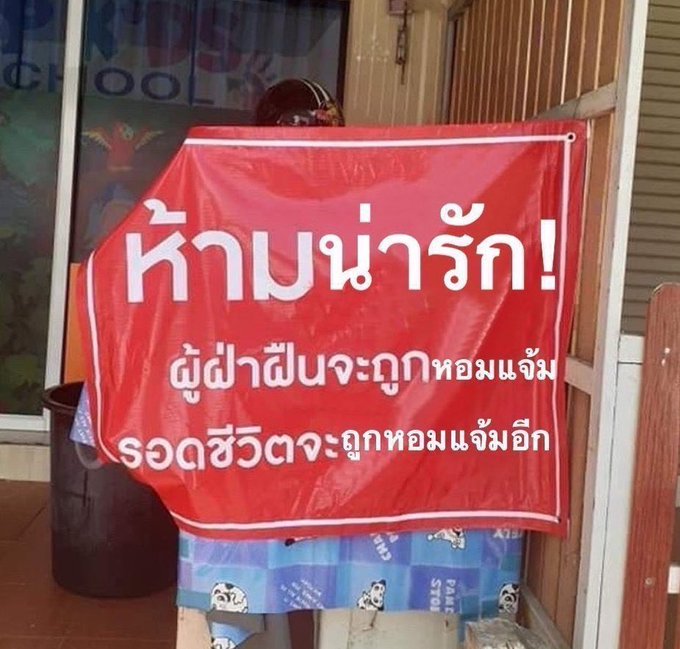 SCHOOL
ห้ามน่ารัก!
ผู้ฝ่าฝืนจะถูกหอมแจ้ม
รอดชีวิตจะถูกหอมแจ้มอีก